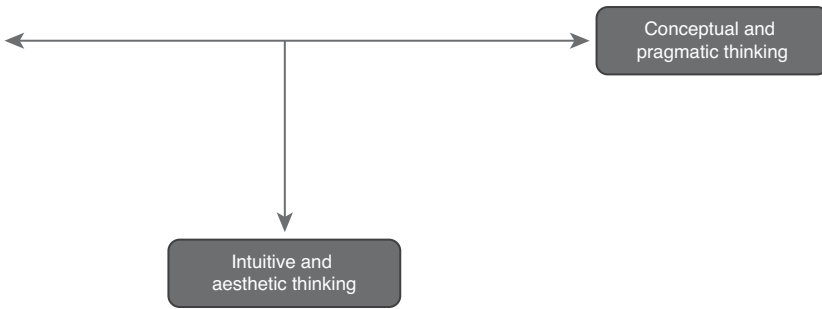 Conceptual and
pragmatic thinking
Intuitive and
aesthetic thinking